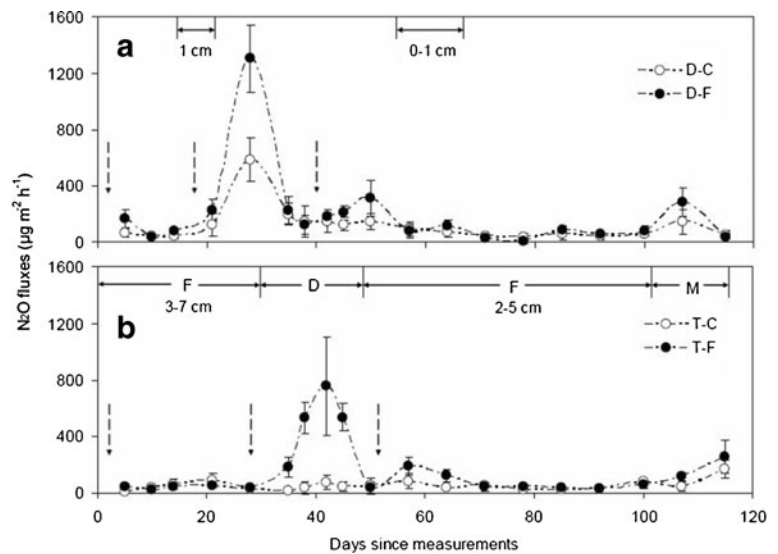 1600
1200
800
400
0
a
1 cm
0-1 cm
D-C
D-F
N2O fluxes (µg m-2 h-1)
1600
1200
800
400
0
F
D
F
M
3-7 cm
2-5 cm
b
T-C
T-F
0
20
40
60
80
100
120
Days since measurements